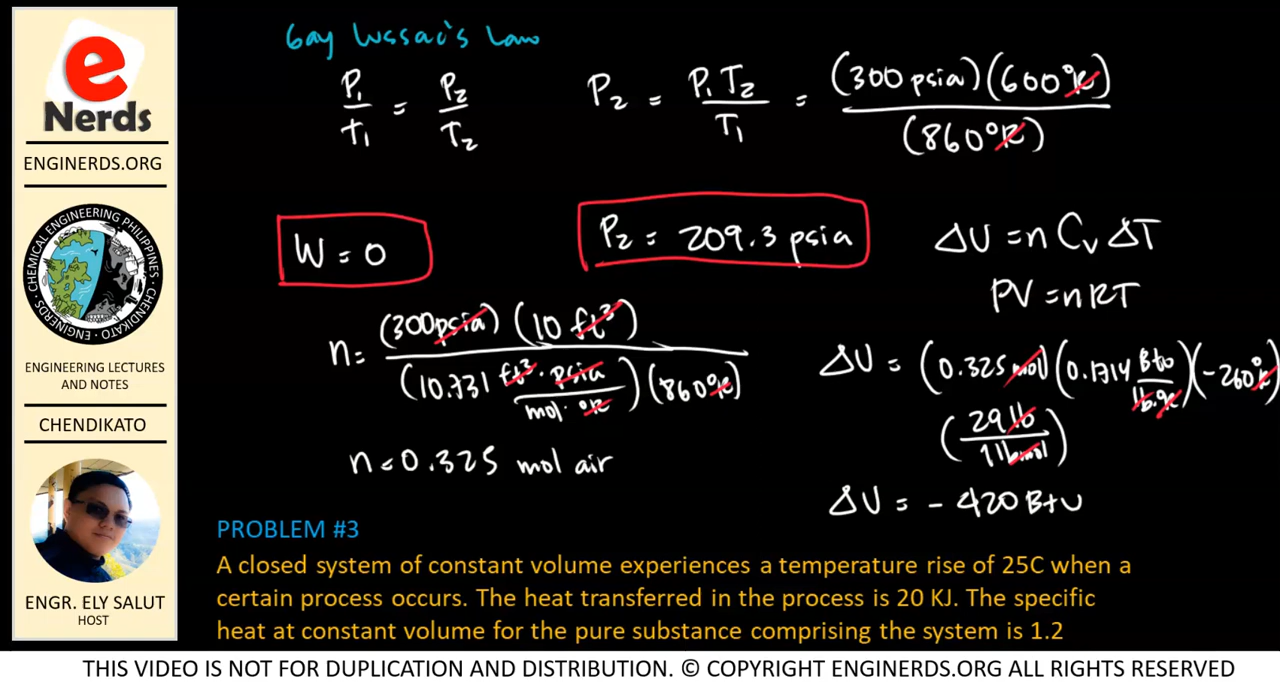 e
Nerds
ENGINERDS.ORG
CHEMICAL ENGINEERING PHILIPPINES · CHENDIKATO · ENGINERDS ·
ENGINEERING LECTURES
AND NOTES
CHENDIKATO
ENGR. ELY SALUT
HOST
Gay Lussac's Law
P₁/T₁ = P₂/T₂
P₂ = P₁T₂/T₁ = (300 psia)(600°R)/(860°R)
W = 0
P₂ = 209.3 psia
ΔU = n Cᵥ ΔT
PV = nRT
n = (300 psia)(10 ft³)/(10.731 ft³·psia/mol·°R)(860°R)
n = 0.325 mol air
ΔU = (0.325 mol)(0.1714 Btu/lb·°R)(-260°R)
(29 lb/1 lbmol)
ΔU = -420 Btu
PROBLEM #3
A closed system of constant volume experiences a temperature rise of 25C when a
certain process occurs. The heat transferred in the process is 20 KJ. The specific
heat at constant volume for the pure substance comprising the system is 1.2
THIS VIDEO IS NOT FOR DUPLICATION AND DISTRIBUTION. © COPYRIGHT ENGINERDS.ORG ALL RIGHTS RESERVED